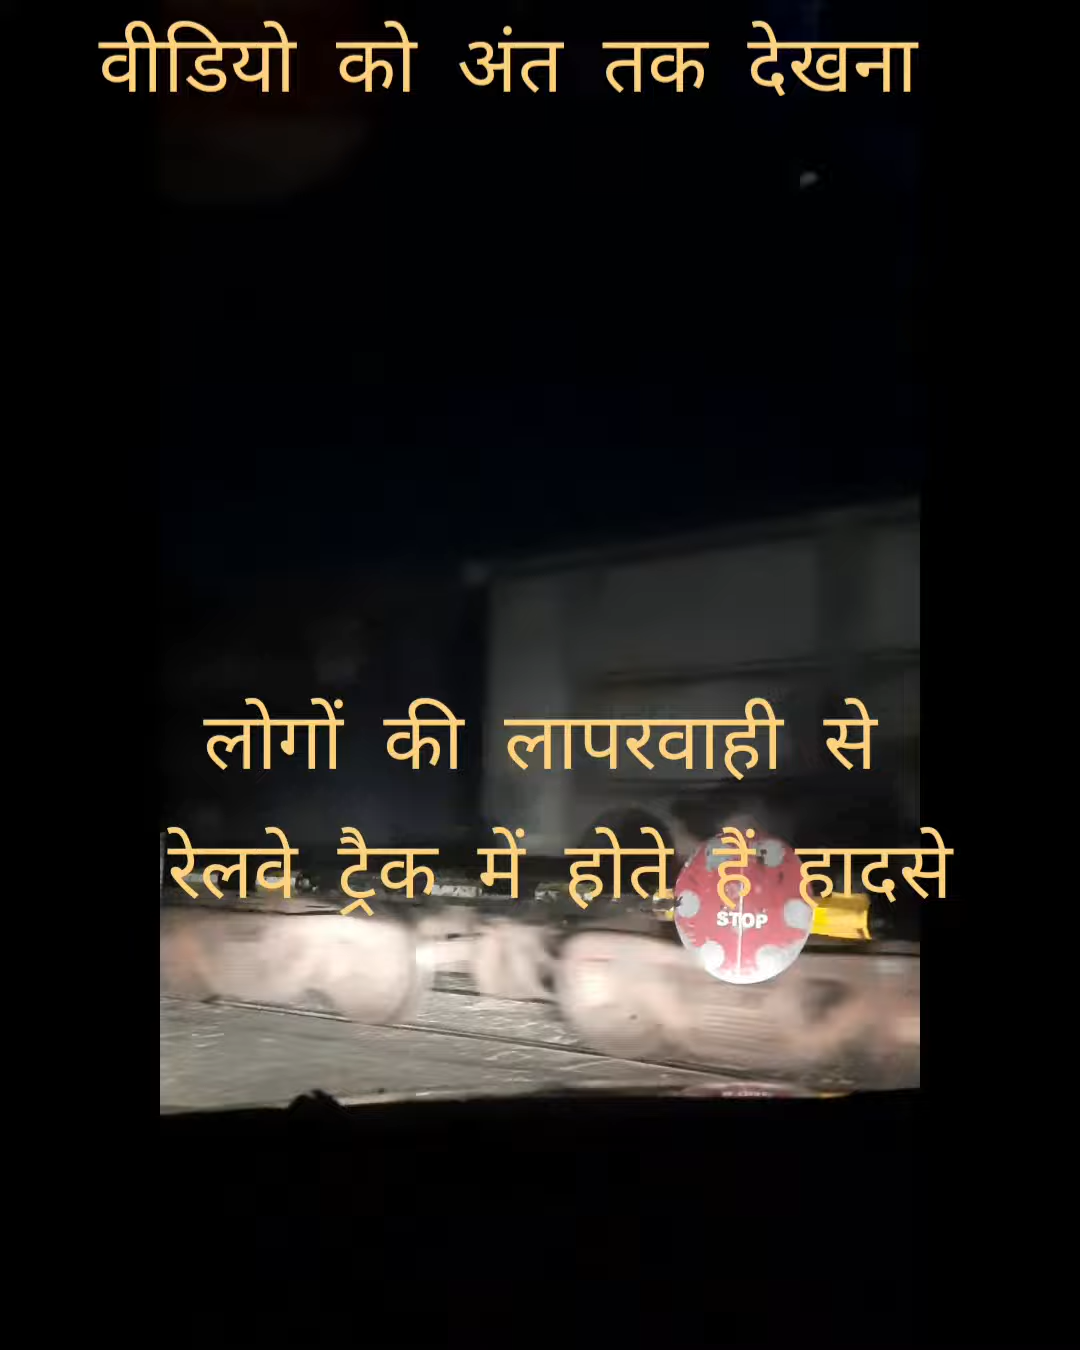 वीडियो को अंत तक देखना
लोगों की लापरवाही से
रेलवे ट्रैक में होते हैं हादसे
STOP